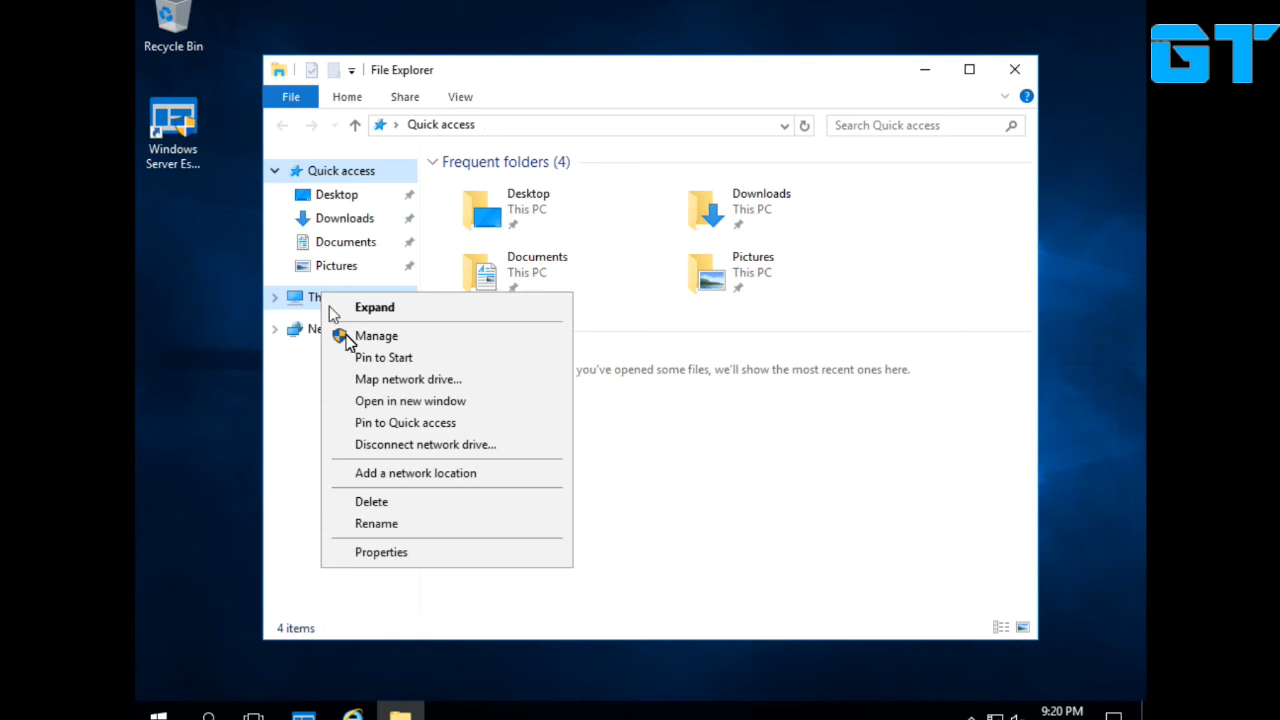 GT
Recycle Bin
Windows
Server Es...
File Explorer
File
Home
Share
View
Quick access
Search Quick access
Quick access
Desktop
Downloads
Documents
Pictures
Th
Ne
Frequent folders (4)
Desktop
This PC
Downloads
This PC
Documents
This PC
Pictures
This PC
you've opened some files, we'll show the most recent ones here.
Expand
Manage
Pin to Start
Map network drive...
Open in new window
Pin to Quick access
Disconnect network drive...
Add a network location
Delete
Rename
Properties
4 items
9:20 PM